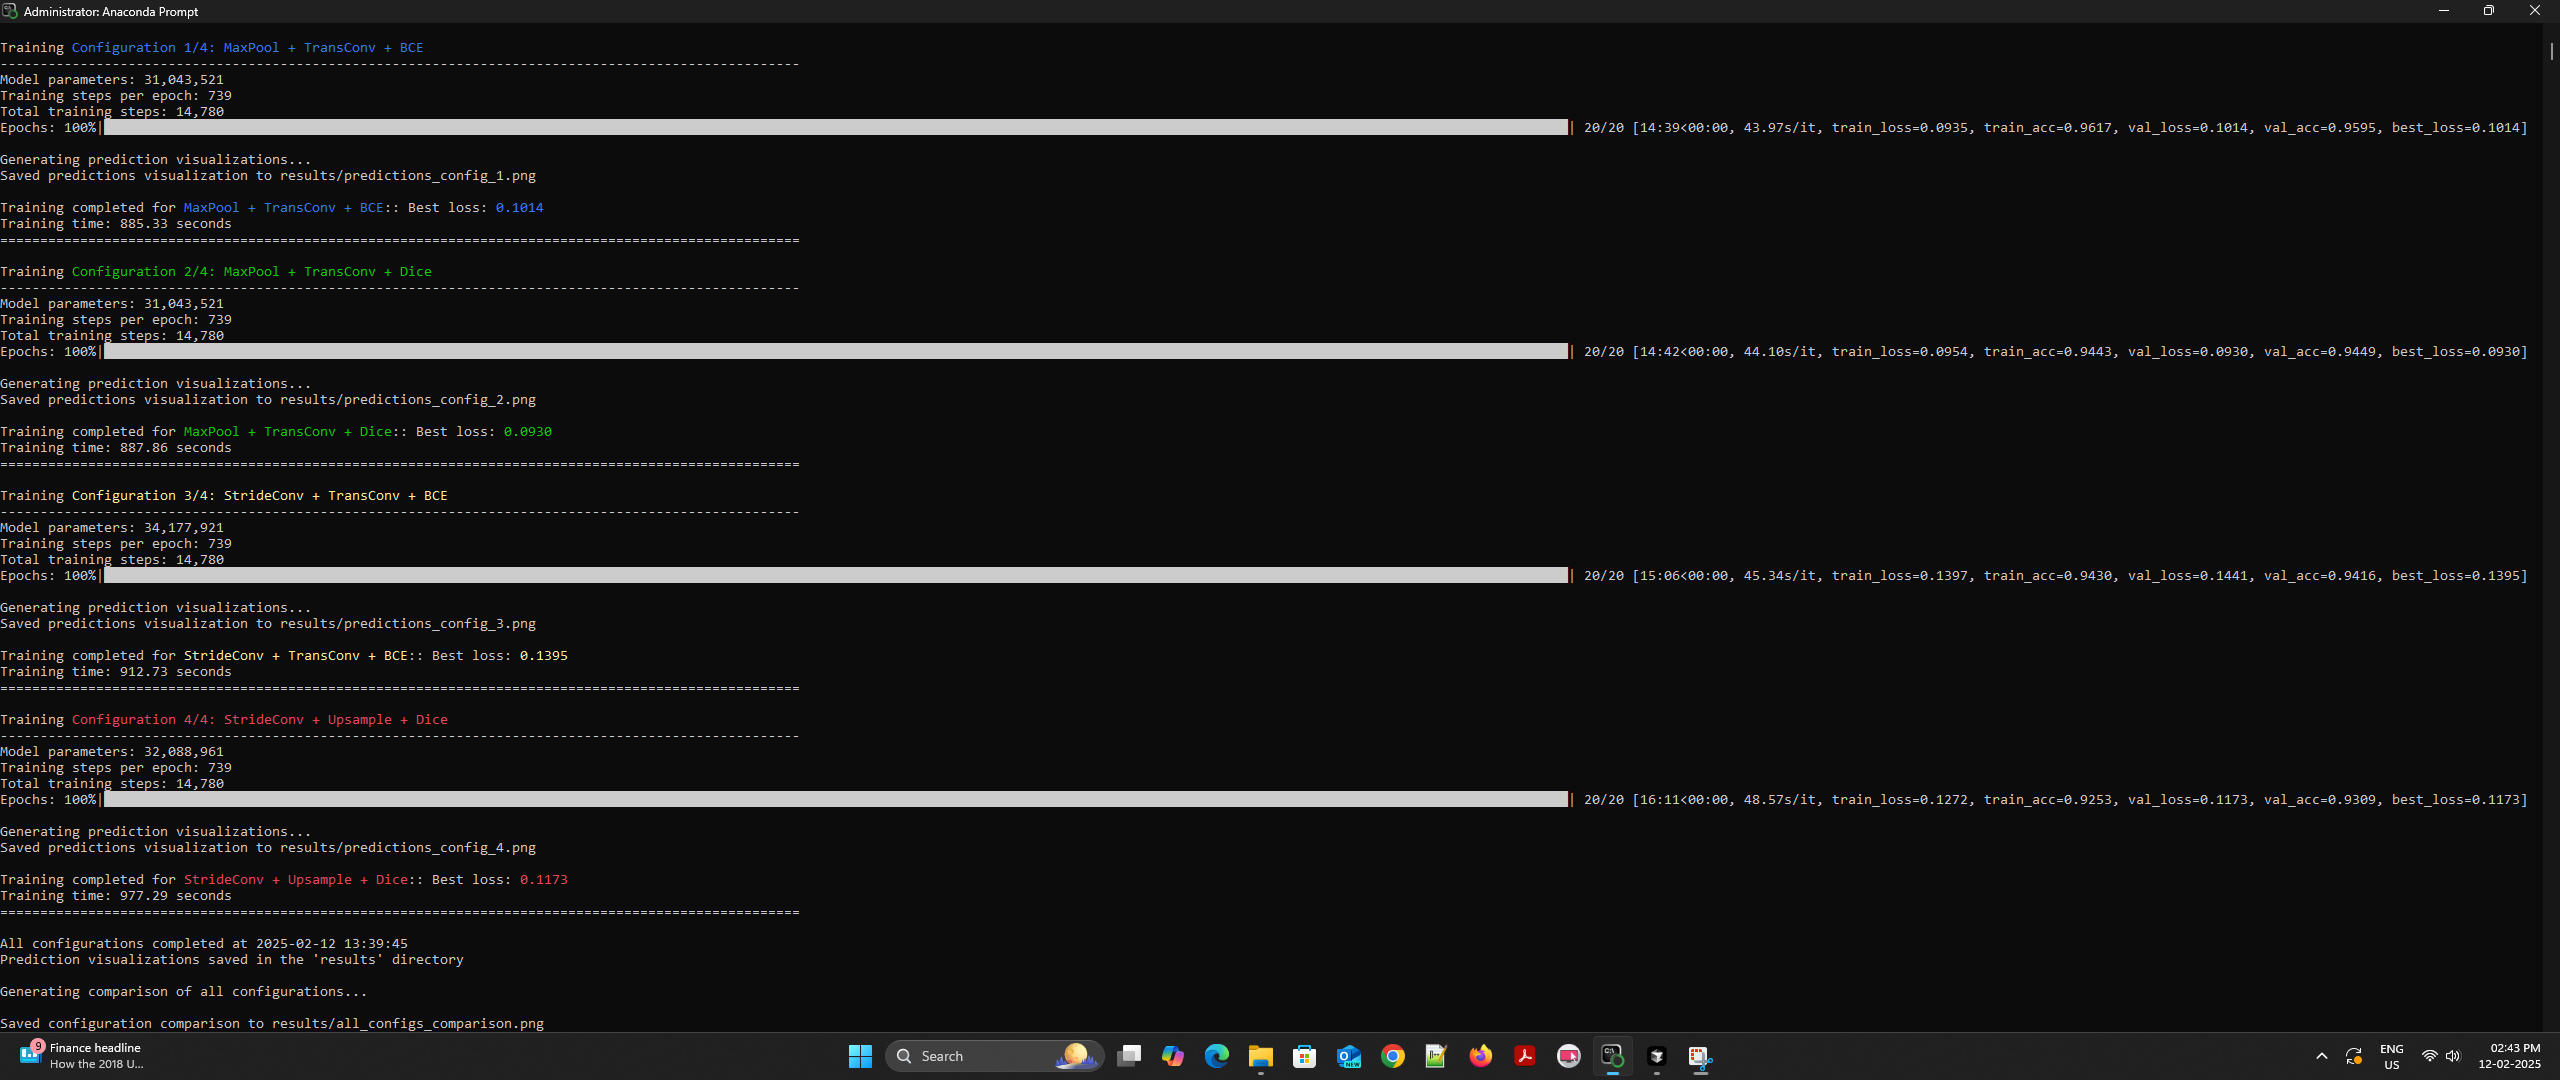 Administrator: Anaconda Prompt
Training Configuration 1/4: MaxPool + TransConv + BCE
----------------------------------------------------------------------------------------------------
Model parameters: 31,043,521
Training steps per epoch: 739
Total training steps: 14,780
Epochs: 100%| | 20/20 [14:39<00:00, 43.97s/it, train_loss=0.0935, train_acc=0.9617, val_loss=0.1014, val_acc=0.9595, best_loss=0.1014]
Generating prediction visualizations...
Saved predictions visualization to results/predictions_config_1.png
Training completed for MaxPool + TransConv + BCE:: Best loss: 0.1014
Training time: 885.33 seconds
====================================================================================================
Training Configuration 2/4: MaxPool + TransConv + Dice
----------------------------------------------------------------------------------------------------
Model parameters: 31,043,521
Training steps per epoch: 739
Total training steps: 14,780
Epochs: 100%| | 20/20 [14:42<00:00, 44.10s/it, train_loss=0.0954, train_acc=0.9443, val_loss=0.0930, val_acc=0.9449, best_loss=0.0930]
Generating prediction visualizations...
Saved predictions visualization to results/predictions_config_2.png
Training completed for MaxPool + TransConv + Dice:: Best loss: 0.0930
Training time: 887.86 seconds
====================================================================================================
Training Configuration 3/4: StrideConv + TransConv + BCE
----------------------------------------------------------------------------------------------------
Model parameters: 34,177,921
Training steps per epoch: 739
Total training steps: 14,780
Epochs: 100%| | 20/20 [15:06<00:00, 45.34s/it, train_loss=0.1397, train_acc=0.9430, val_loss=0.1441, val_acc=0.9416, best_loss=0.1395]
Generating prediction visualizations...
Saved predictions visualization to results/predictions_config_3.png
Training completed for StrideConv + TransConv + BCE:: Best loss: 0.1395
Training time: 912.73 seconds
====================================================================================================
Training Configuration 4/4: StrideConv + Upsample + Dice
----------------------------------------------------------------------------------------------------
Model parameters: 32,088,961
Training steps per epoch: 739
Total training steps: 14,780
Epochs: 100%| | 20/20 [16:11<00:00, 48.57s/it, train_loss=0.1272, train_acc=0.9253, val_loss=0.1173, val_acc=0.9309, best_loss=0.1173]
Generating prediction visualizations...
Saved predictions visualization to results/predictions_config_4.png
Training completed for StrideConv + Upsample + Dice:: Best loss: 0.1173
Training time: 977.29 seconds
====================================================================================================
All configurations completed at 2025-02-12 13:39:45
Prediction visualizations saved in the 'results' directory
Generating comparison of all configurations...
Saved configuration comparison to results/all_configs_comparison.png
9
Finance headline
How the 2018 U...
Search
NEW
ENG
US
02:43 PM
12-02-2025